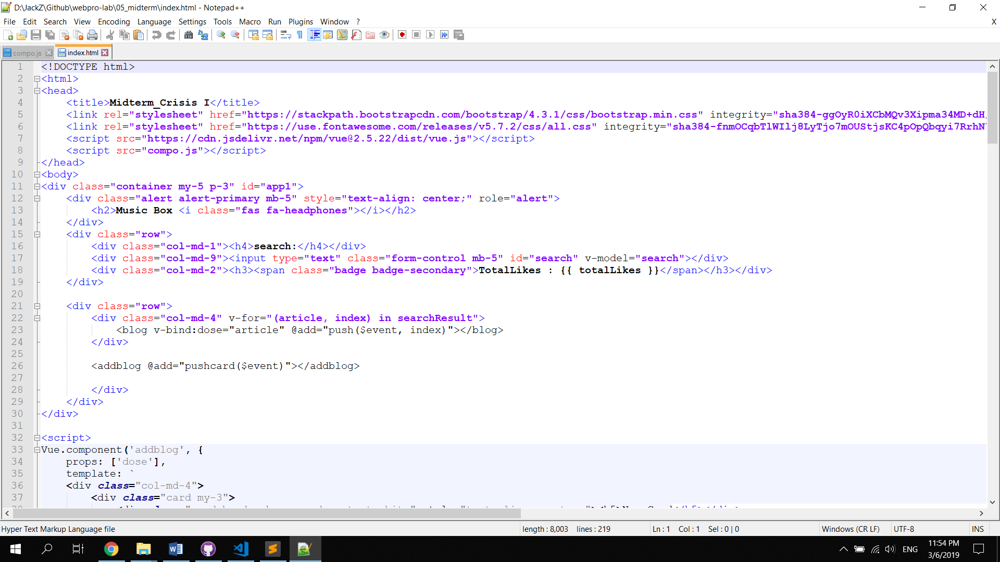 D:\JackZ\Github\webpro-lab\05_midterm\index.html - Notepad++
File Edit Search View Encoding Language Settings Tools Macro Run Plugins Window ? X
compo.js index.html
1 <!DOCTYPE html>
2 <html>
3 <head>
4 <title>Midterm_Crisis I</title>
5 <link rel="stylesheet" href="https://stackpath.bootstrapcdn.com/bootstrap/4.3.1/css/bootstrap.min.css" integrity="sha384-ggOyR0iXCbMQv3Xipma34MD+dH
6 <link rel="stylesheet" href="https://use.fontawesome.com/releases/v5.7.2/css/all.css" integrity="sha384-fnmOCqbTlWIlj8LyTjo7mOUStjsKC4pOpQbqyi7RrhN
7 <script src="https://cdn.jsdelivr.net/npm/vue@2.5.22/dist/vue.js"></script>
8 <script src="compo.js"></script>
9 </head>
10 <body>
11 <div class="container my-5 p-3" id="app1">
12 <div class="alert alert-primary mb-5" style="text-align: center;" role="alert">
13 <h2>Music Box <i class="fas fa-headphones"></i></h2>
14 </div>
15 <div class="row">
16 <div class="col-md-1"><h4>search:</h4></div>
17 <div class="col-md-9"><input type="text" class="form-control mb-5" id="search" v-model="search"></div>
18 <div class="col-md-2"><h3><span class="badge badge-secondary">TotalLikes : {{ totalLikes }}</span></h3></div>
19 </div>
20
21 <div class="row">
22 <div class="col-md-4" v-for="(article, index) in searchResult">
23 <blog v-bind:dose="article" @add="push($event, index)"></blog>
24 </div>
25
26 <addblog @add="pushcard($event)"></addblog>
27
28 </div>
29 </div>
30 </div>
31
32 <script>
33 Vue.component('addblog', {
34 props: ['dose'],
35 template: `
36 <div class="col-md-4">
37 <div class="card my-3">
Hyper Text Markup Language file length : 8,003 lines : 219 Ln : 1 Col : 1 Sel : 0 | 0 Windows (CR LF) UTF-8 INS
ENG 11:54 PM
3/6/2019